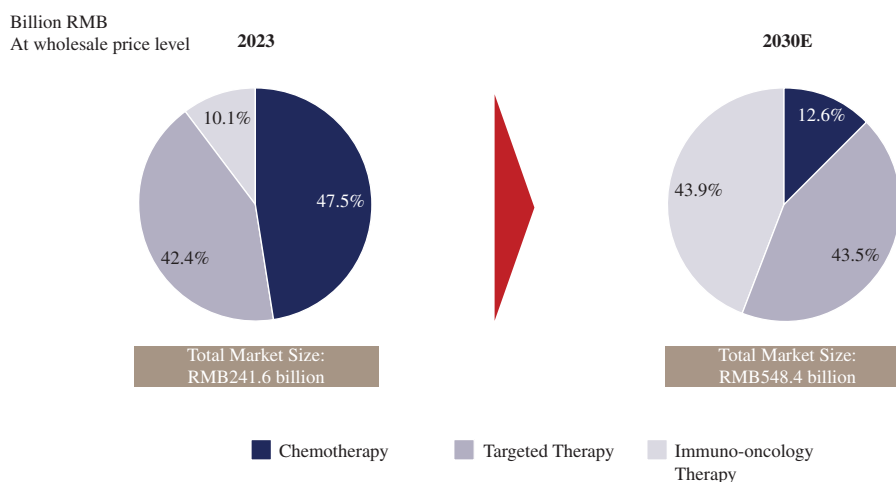 Billion RMB
At wholesale price level
2023
2030E
10.1%
47.5%
42.4%
12.6%
43.9%
43.5%
Total Market Size:
RMB241.6 billion
Total Market Size:
RMB548.4 billion
Chemotherapy
Targeted Therapy
Immuno-oncology
Therapy